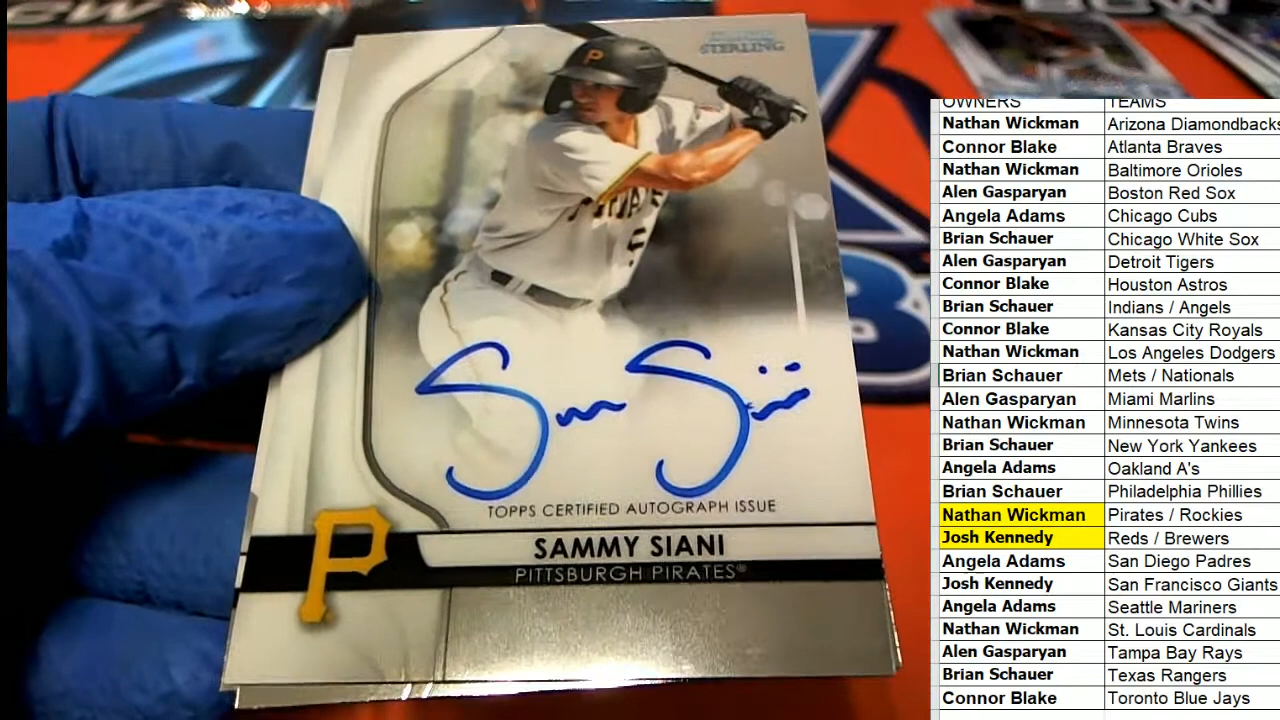 STERLING
P
Sammy Siani
TOPPS CERTIFIED AUTOGRAPH ISSUE
P
SAMMY SIANI
PITTSBURGH PIRATES®
OWNERS TEAMS
Nathan Wickman Arizona Diamondbacks
Connor Blake Atlanta Braves
Nathan Wickman Baltimore Orioles
Alen Gasparyan Boston Red Sox
Angela Adams Chicago Cubs
Brian Schauer Chicago White Sox
Alen Gasparyan Detroit Tigers
Connor Blake Houston Astros
Brian Schauer Indians / Angels
Connor Blake Kansas City Royals
Nathan Wickman Los Angeles Dodgers
Brian Schauer Mets / Nationals
Alen Gasparyan Miami Marlins
Nathan Wickman Minnesota Twins
Brian Schauer New York Yankees
Angela Adams Oakland A's
Brian Schauer Philadelphia Phillies
Nathan Wickman Pirates / Rockies
Josh Kennedy Reds / Brewers
Angela Adams San Diego Padres
Josh Kennedy San Francisco Giants
Angela Adams Seattle Mariners
Nathan Wickman St. Louis Cardinals
Alen Gasparyan Tampa Bay Rays
Brian Schauer Texas Rangers
Connor Blake Toronto Blue Jays